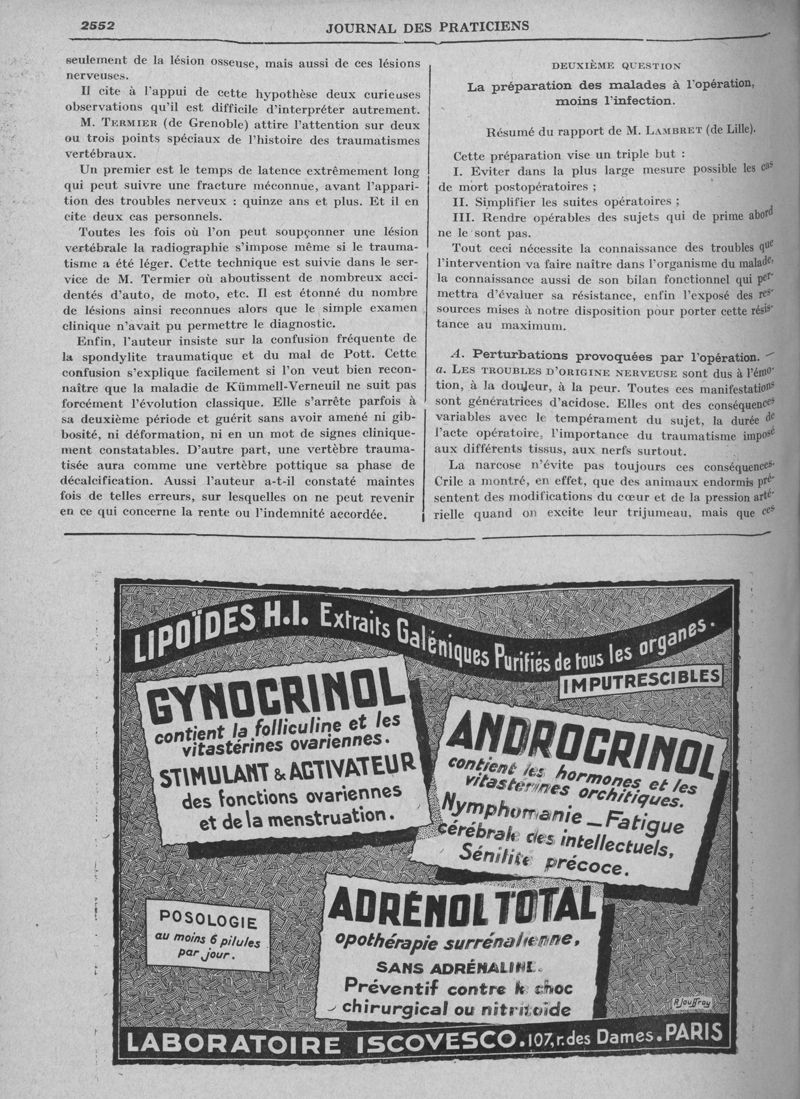 2552
JOURNAL DES PRATICIENS
seulement de la lésion osseuse, mais aussi de ces lésions
nerveuses.
Il cite à l'appui de cette hypothèse deux curieuses
observations qu'il est difficile d'interpréter autrement.
M. TERMIER (de Grenoble) attire l'attention sur deux
ou trois points spéciaux de l'histoire des traumatismes
vertébraux.
Un premier est le temps de latence extrêmement long
qui peut suivre une fracture méconnue, avant l'appari-
tion des troubles nerveux : quinze ans et plus. Et il en
cite deux cas personnels.
Toutes les fois où l'on peut soupçonner une lésion
vertébrale la radiographie s'impose même si le trauma-
tisme a été léger. Cette technique est suivie dans le ser-
vice de M. Termier où aboutissent de nombreux acci-
dentés d'auto, de moto, etc. Il est étonné du nombre
de lésions ainsi reconnues alors que le simple examen
clinique n'avait pu permettre le diagnostic.
Enfin, l'auteur insiste sur la confusion fréquente de
la spondylite traumatique et du mal de Pott. Cette
confusion s'explique facilement si l'on veut bien recon-
naître que la maladie de Kümmell-Verneuil ne suit pas
forcément l'évolution classique. Elle s'arrête parfois à
sa deuxième période et guérit sans avoir amené ni gib-
bosité, ni déformation, ni en un mot de signes clinique-
ment constatables. D'autre part, une vertèbre trauma-
tisée aura comme une vertèbre pottique sa phase de
décalcification. Aussi l'auteur a-t-il constaté maintes
fois de telles erreurs, sur lesquelles on ne peut revenir
en ce qui concerne la rente ou l'indemnité accordée.
DEUXIÈME QUESTION
La préparation des malades à l'opération,
moins l'infection.
Résumé du rapport de M. LAMBRET (de Lille).
Cette préparation vise un triple but :
I. Eviter dans la plus large mesure possible les cas
de mort postopératoires ;
II. Simplifier les suites opératoires ;
III. Rendre opérables des sujets qui de prime abord
ne le sont pas.
Tout ceci nécessite la connaissance des troubles que
l'intervention va faire naître dans l'organisme du malade,
la connaissance aussi de son bilan fonctionnel qui per-
mettra d'évaluer sa résistance, enfin l'exposé des res-
sources mises à notre disposition pour porter cette résis-
tance au maximum.
A. Perturbations provoquées par l'opération. —
a. LES TROUBLES D'ORIGINE NERVEUSE sont dus à l'émo-
tion, à la douleur, à la peur. Toutes ces manifestations
sont génératrices d'acidose. Elles ont des conséquences
variables avec le tempérament du sujet, la durée de
l'acte opératoire, l'importance du traumatisme imposé
aux différents tissus, aux nerfs surtout.
La narcose n'évite pas toujours ces conséquences.
Crile a montré, en effet, que des animaux endormis pré-
sentent des modifications du cœur et de la pression arté-
rielle quand on excite leur trijumeau, mais que ces
LIPOÏDES H.I. Extraits Galéniques Purifiés de tous les organes.
IMPUTRESCIBLES
GYNOCRINOL
contient la folliculine et les
vitastérines ovariennes.
STIMULANT & ACTIVATEUR
des fonctions ovariennes
et de la menstruation.
ANDROCRINOL
contient les hormones et les
vitastérines orchitiques.
Nymphomanie — Fatigue
cérébrale des intellectuels,
Sénilité précoce.
POSOLOGIE
au moins 6 pilules
par jour.
ADRÉNOL TOTAL
opothérapie surrénalienne,
SANS ADRÉNALINE.
Préventif contre le choc
chirurgical ou nitritoïde
R. Jouffroy
LABORATOIRE ISCOVESCO. 107, r. des Dames. PARIS